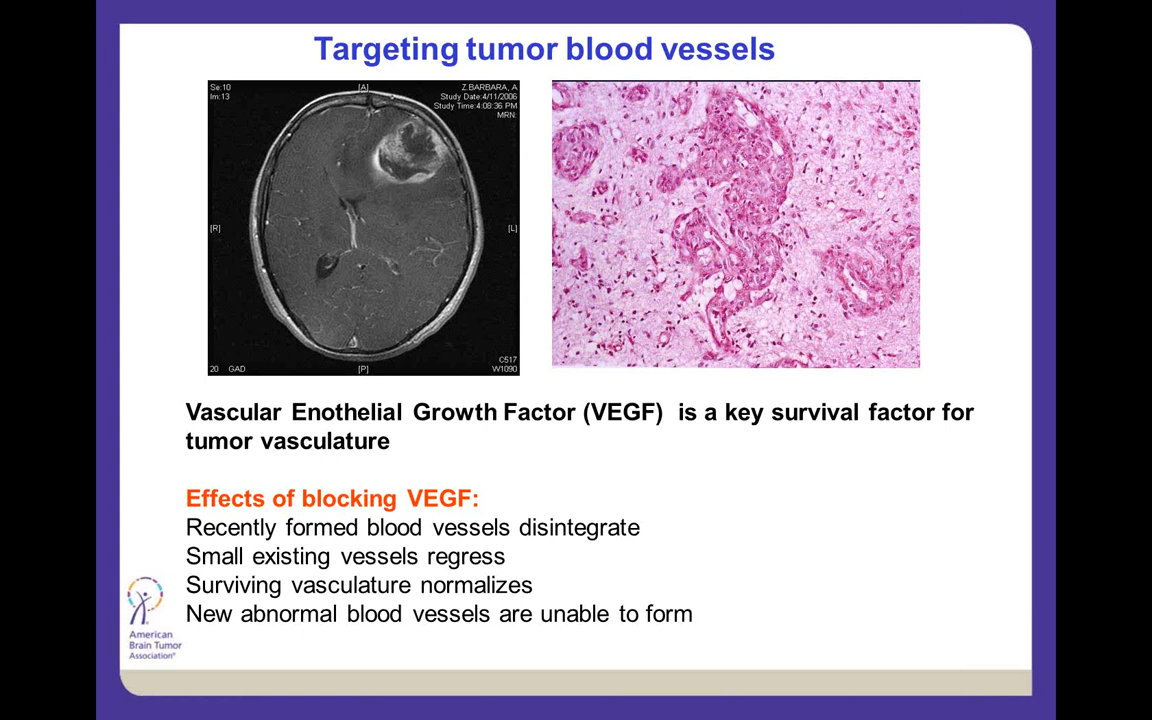 Targeting tumor blood vessels
Se:10
Im:13
[A]
Z.BARBARA, A
Study Date:4/11/2006
Study Time:4:08:36 PM
MRN:
[R]
[L]
20 GAD
[P]
C517
W1090
Vascular Enothelial Growth Factor (VEGF) is a key survival factor for
tumor vasculature
Effects of blocking VEGF:
Recently formed blood vessels disintegrate
Small existing vessels regress
Surviving vasculature normalizes
New abnormal blood vessels are unable to form
American
Brain Tumor
Association®